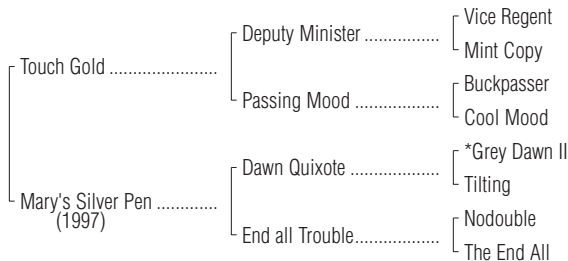 Vice Regent
Deputy Minister ................
Mint Copy
Touch Gold .......................
Buckpasser
Passing Mood ..................
Cool Mood
*Grey Dawn II
Dawn Quixote ...................
Tilting
Mary's Silver Pen .............
(1997)
Nodouble
End all Trouble..................
The End All